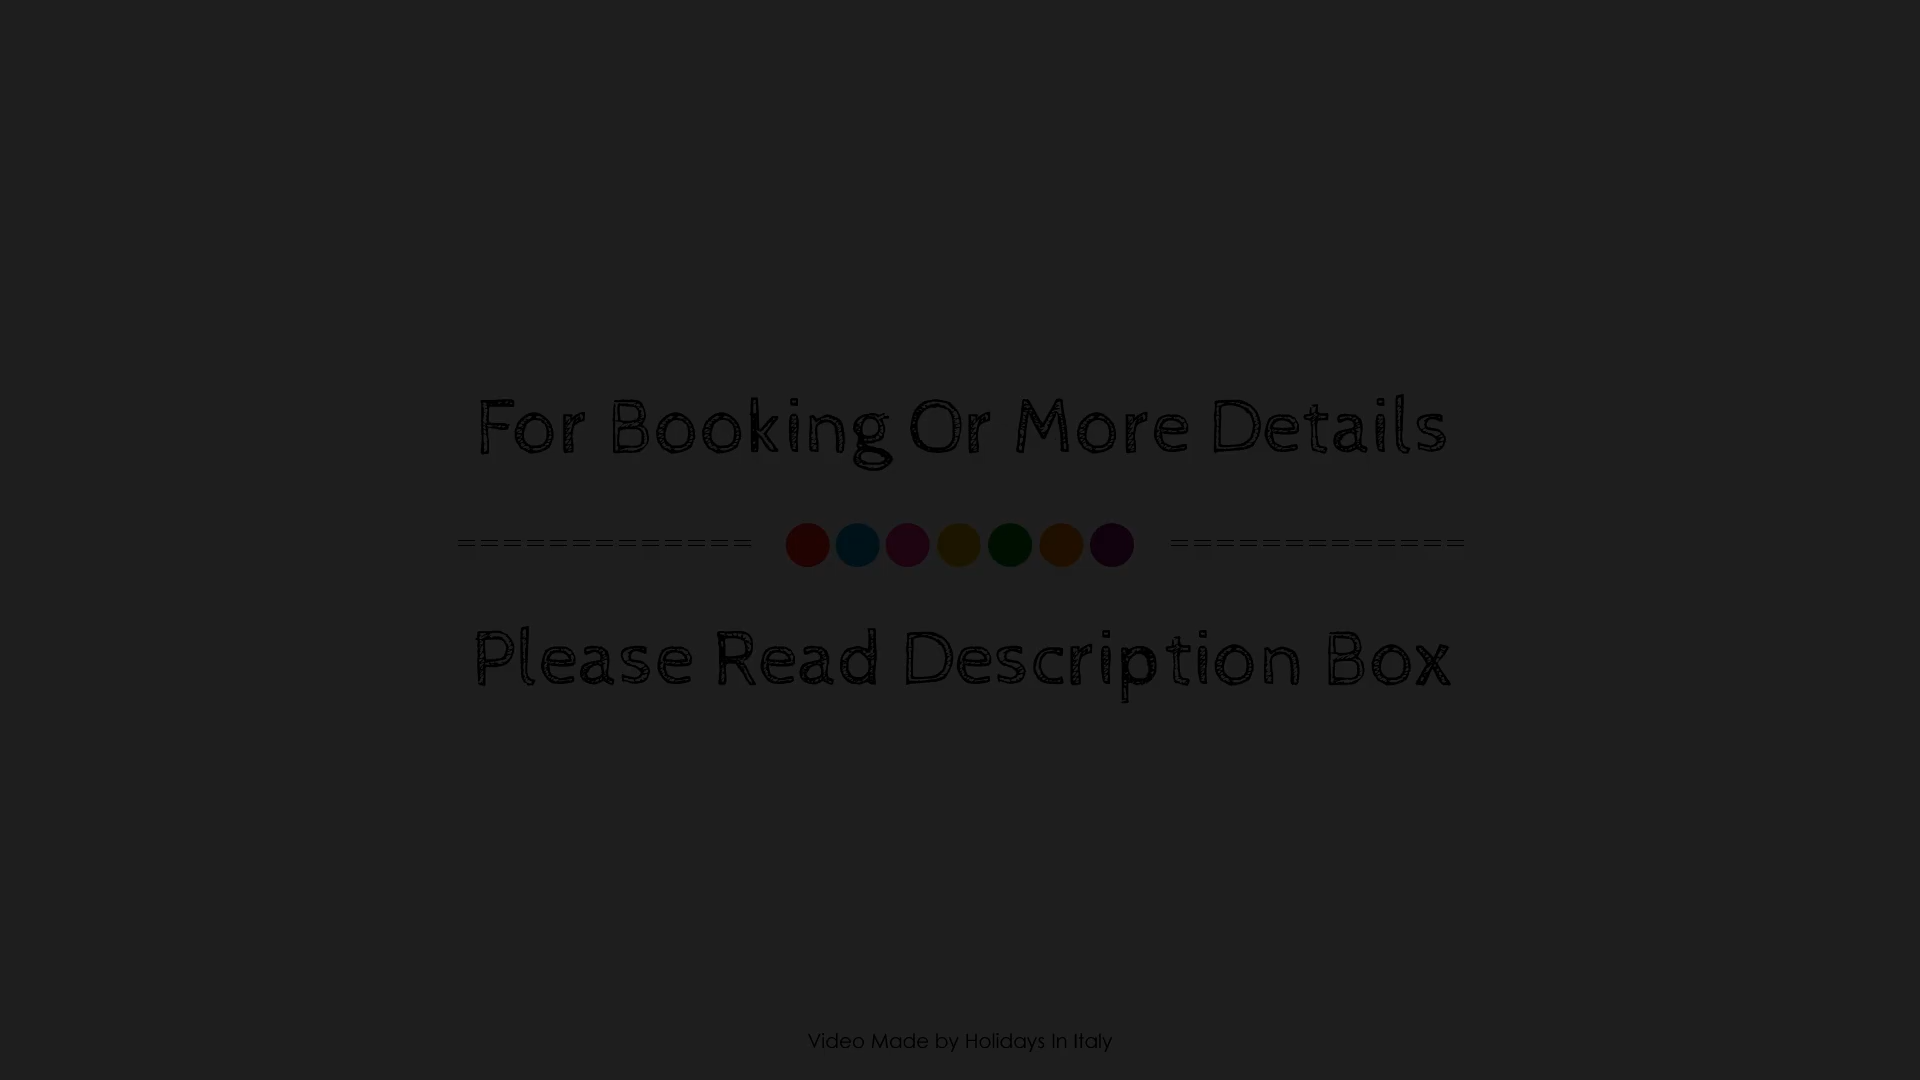 For Booking Or More Details
============= =============
Please Read Description Box
Video Made by Holidays In Italy